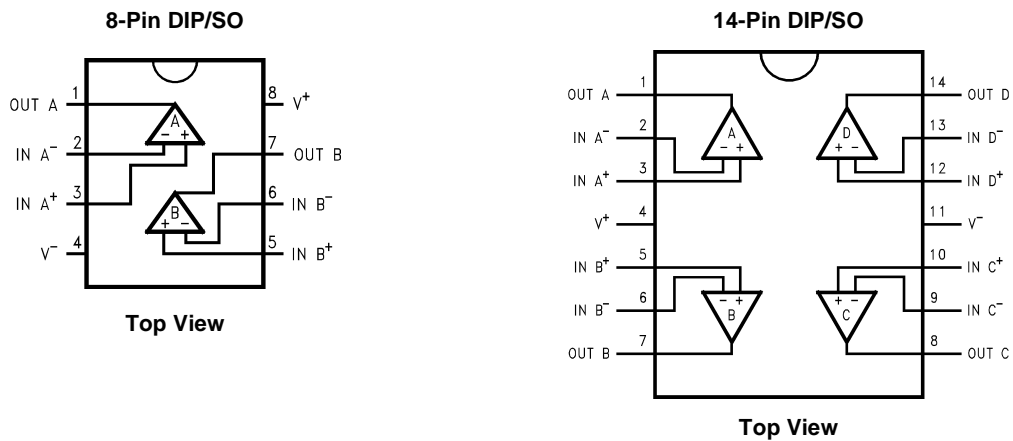 8-Pin DIP/SO
OUT A 1
IN A⁻ 2
IN A⁺ 3
V⁻ 4
8 V⁺
7 OUT B
6 IN B⁻
5 IN B⁺
A
- +
B
+ -
Top View
14-Pin DIP/SO
OUT A 1
IN A⁻ 2
IN A⁺ 3
V⁺ 4
IN B⁺ 5
IN B⁻ 6
OUT B 7
14 OUT D
13 IN D⁻
12 IN D⁺
11 V⁻
10 IN C⁺
9 IN C⁻
8 OUT C
A
- +
D
+ -
- +
B
+ -
C
Top View